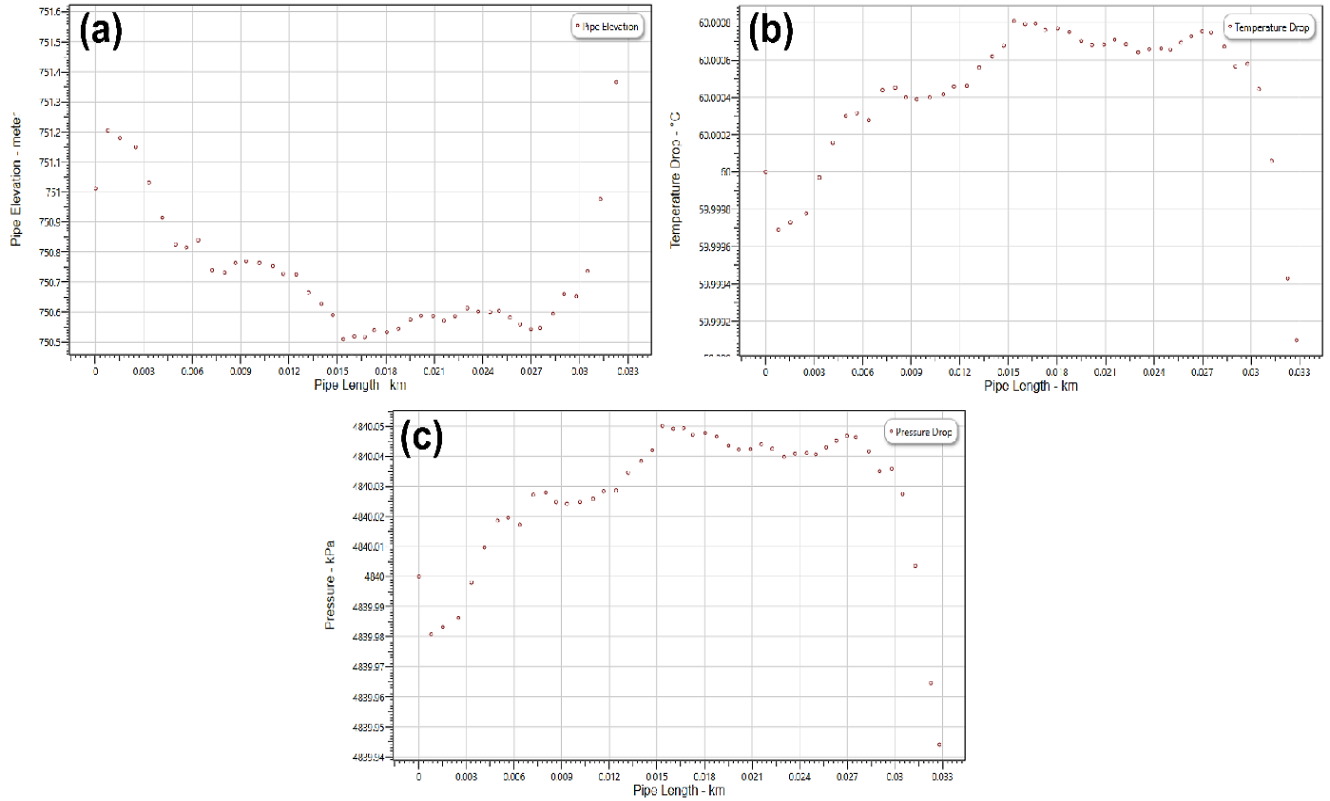 (a)
Pipe Elevation
751.6
751.5
751.4
751.3
751.2
751.1
751
750.9
750.8
750.7
750.6
750.5
Pipe Elevation - meter
0 0.003 0.006 0.009 0.012 0.015 0.018 0.021 0.024 0.027 0.03 0.033
Pipe Length - km
(b)
Temperature Drop
60.0008
60.0006
60.0004
60.0002
60
59.9998
59.9996
59.9994
59.9992
Temperature Drop - °C
0 0.003 0.006 0.009 0.012 0.015 0.018 0.021 0.024 0.027 0.03 0.033
Pipe Length - km
(c)
Pressure Drop
4840.05
4840.04
4840.03
4840.02
4840.01
4840
4839.99
4839.98
4839.97
4839.96
4839.95
4839.94
Pressure - kPa
0 0.003 0.006 0.009 0.012 0.015 0.018 0.021 0.024 0.027 0.03 0.033
Pipe Length - km